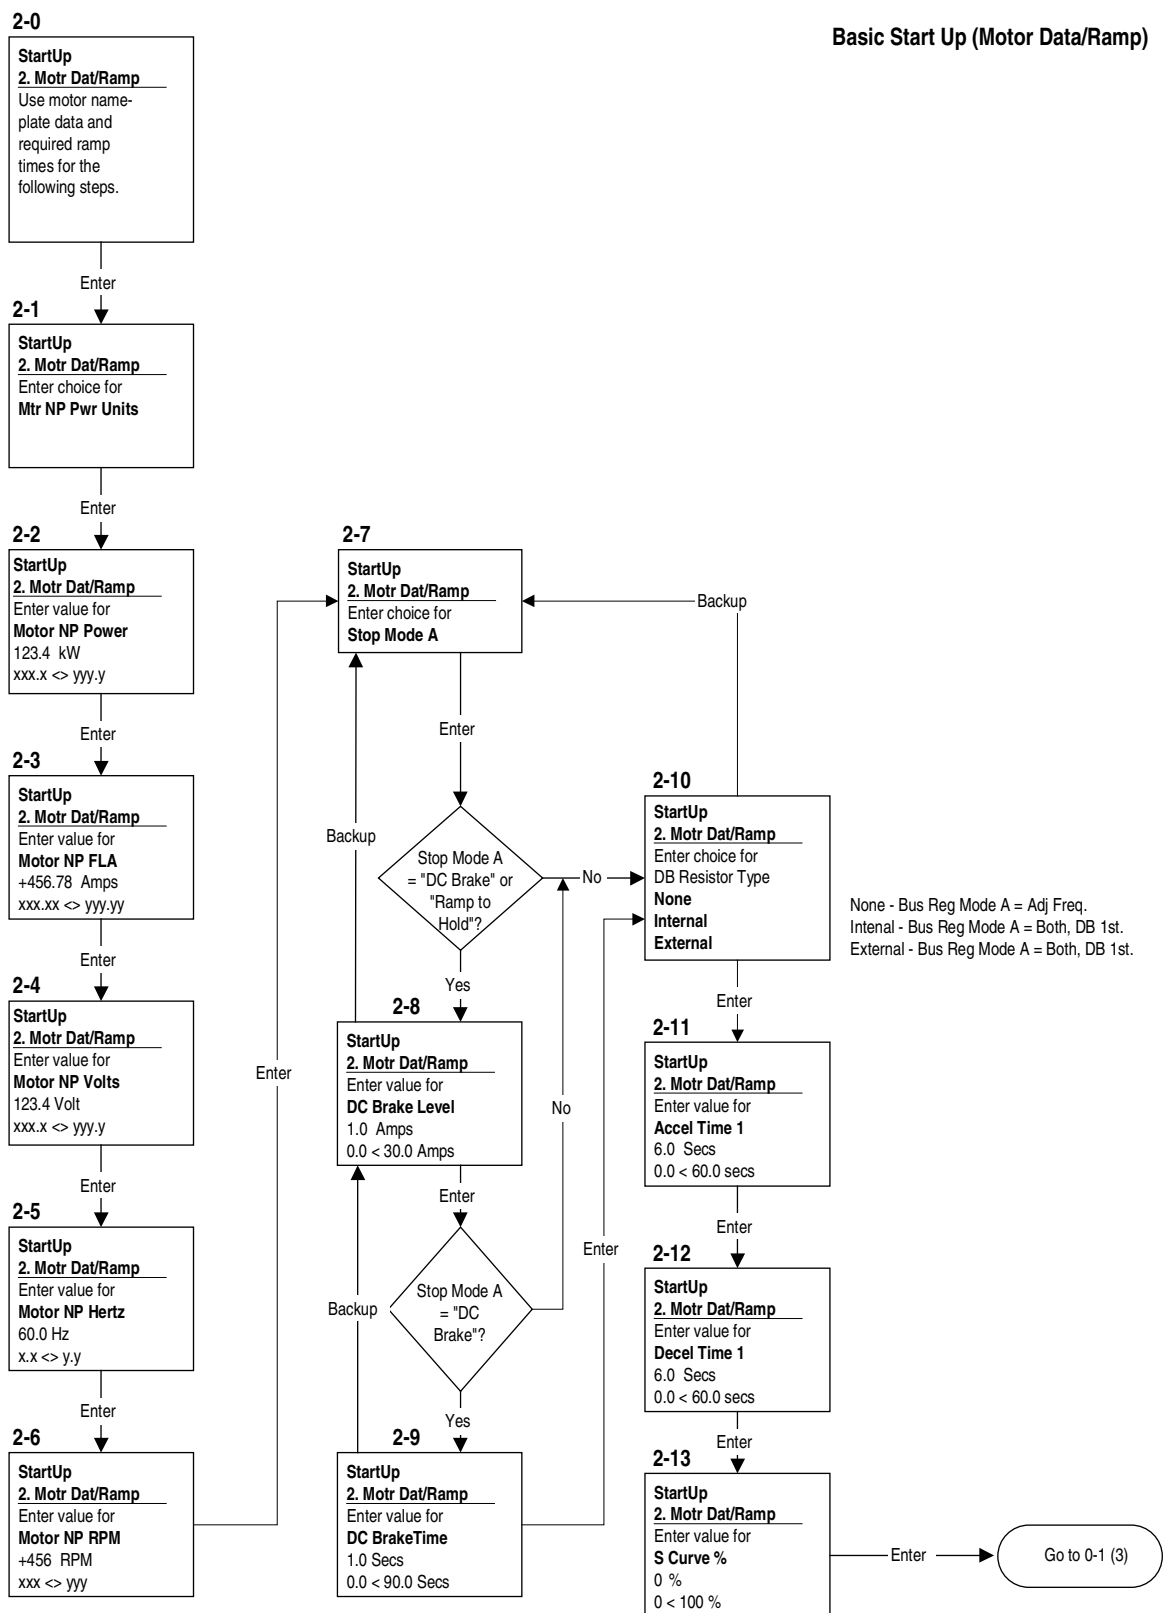 Basic Start Up (Motor Data/Ramp)
2-0
StartUp
2. Motr Dat/Ramp
Use motor name-
plate data and
required ramp
times for the
following steps.
Enter
2-1
StartUp
2. Motr Dat/Ramp
Enter choice for
Mtr NP Pwr Units
Enter
2-2
StartUp
2. Motr Dat/Ramp
Enter value for
Motor NP Power
123.4 kW
xxx.x <> yyy.y
Enter
2-3
StartUp
2. Motr Dat/Ramp
Enter value for
Motor NP FLA
+456.78 Amps
xxx.xx <> yyy.yy
Enter
2-4
StartUp
2. Motr Dat/Ramp
Enter value for
Motor NP Volts
123.4 Volt
xxx.x <> yyy.y
Enter
2-5
StartUp
2. Motr Dat/Ramp
Enter value for
Motor NP Hertz
60.0 Hz
x.x <> y.y
Enter
2-6
StartUp
2. Motr Dat/Ramp
Enter value for
Motor NP RPM
+456 RPM
xxx <> yyy
Enter
2-7
StartUp
2. Motr Dat/Ramp
Enter choice for
Stop Mode A
Backup
Enter
Backup
Stop Mode A
= "DC Brake" or
"Ramp to
Hold"?
No
Yes
2-8
StartUp
2. Motr Dat/Ramp
Enter value for
DC Brake Level
1.0 Amps
0.0 < 30.0 Amps
No
Enter
Backup
Stop Mode A
= "DC
Brake"?
Enter
Yes
2-9
StartUp
2. Motr Dat/Ramp
Enter value for
DC BrakeTime
1.0 Secs
0.0 < 90.0 Secs
2-10
StartUp
2. Motr Dat/Ramp
Enter choice for
DB Resistor Type
None
Internal
External
None - Bus Reg Mode A = Adj Freq.
Intenal - Bus Reg Mode A = Both, DB 1st.
External - Bus Reg Mode A = Both, DB 1st.
Enter
2-11
StartUp
2. Motr Dat/Ramp
Enter value for
Accel Time 1
6.0 Secs
0.0 < 60.0 secs
Enter
2-12
StartUp
2. Motr Dat/Ramp
Enter value for
Decel Time 1
6.0 Secs
0.0 < 60.0 secs
Enter
2-13
StartUp
2. Motr Dat/Ramp
Enter value for
S Curve %
0 %
0 < 100 %
Enter
Go to 0-1 (3)